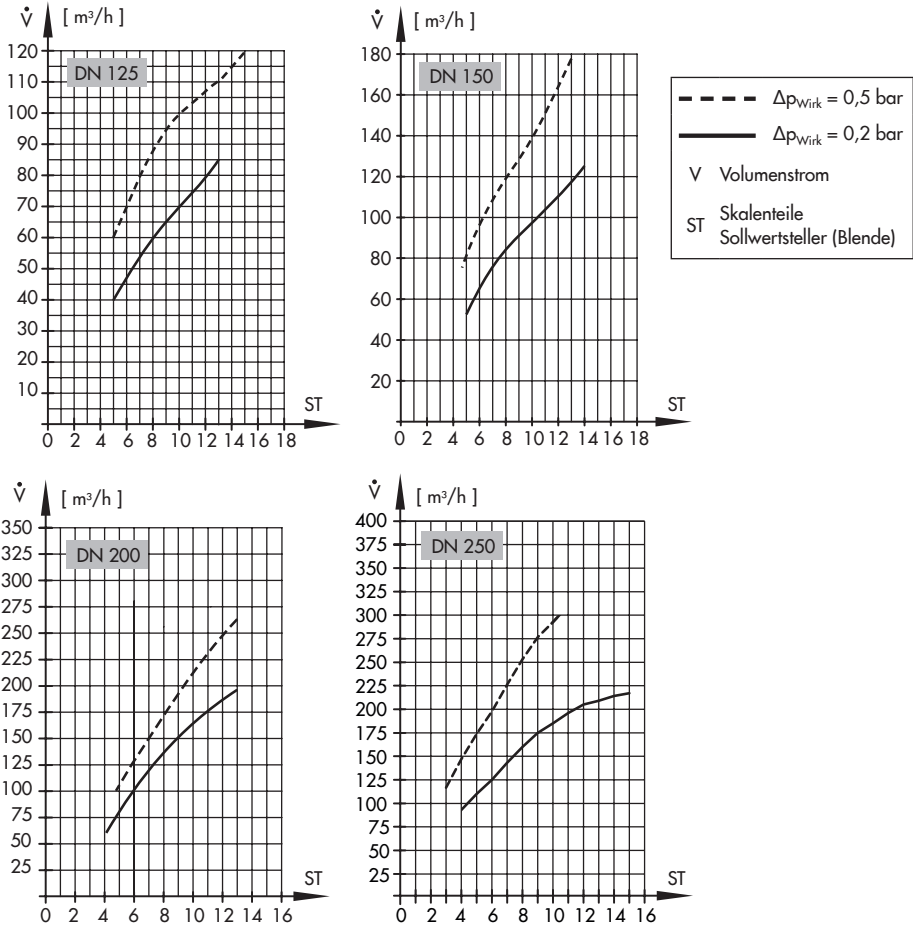 V̇ [ m³/h ]
DN 125
120
110
100
90
80
70
60
50
40
30
20
10
ST
0 2 4 6 8 10 12 14 16 18
V̇ [ m³/h ]
DN 150
180
160
140
120
100
80
60
40
20
ST
0 2 4 6 8 10 12 14 16 18
Δp_Wirk = 0,5 bar
Δp_Wirk = 0,2 bar
V Volumenstrom
ST Skalenteile
Sollwertsteller (Blende)
V̇ [ m³/h ]
DN 200
350
325
300
275
250
225
200
175
150
125
100
75
50
25
ST
0 2 4 6 8 10 12 14 16
V̇ [ m³/h ]
DN 250
400
375
350
325
300
250
225
200
175
150
125
100
75
50
25
ST
0 2 4 6 8 10 12 14 16